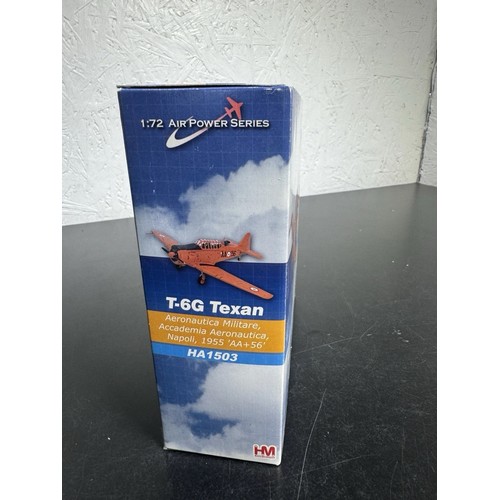 1:72 AIR POWER SERIES
T-6G Texan
Aeronautica Militare,
Accademia Aeronautica,
Napoli, 1955 'AA+56'
HA1503
HM